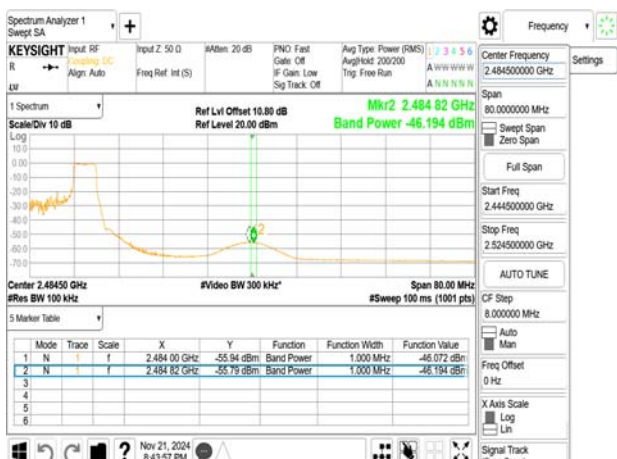 Spectrum Analyzer 1
Swept SA
Frequency
KEYSIGHT
Input: RF
Coupling: DC
Align: Auto
Input Z: 50 Ω
Freq Ref: Int (S)
#Atten: 20 dB
PNO: Fast
Gate: Off
IF Gain: Low
Sig Track: Off
Avg Type: Power (RMS)
Avg|Hold: 200/200
Trig: Free Run
1 2 3 4 5 6
A W W W W W
A N N N N N
R
Center Frequency
2.484500000 GHz
Settings
Span
80.0000000 MHz
Swept Span
Zero Span
Full Span
Start Freq
2.444500000 GHz
Stop Freq
2.524500000 GHz
AUTO TUNE
CF Step
8.000000 MHz
Auto
Man
Freq Offset
0 Hz
X Axis Scale
Log
Lin
Signal Track
1 Spectrum
Scale/Div 10 dB
Ref Lvl Offset 10.80 dB
Ref Level 20.00 dBm
Mkr2 2.484 82 GHz
Band Power -46.194 dBm
Log
10.0
0.00
-10.0
-20.0
-30.0
-40.0
-50.0
-60.0
-70.0
2
Center 2.48450 GHz
#Res BW 100 kHz
#Video BW 300 kHz*
Span 80.00 MHz
#Sweep 100 ms (1001 pts)
5 Marker Table
Mode Trace Scale X Y Function Function Width Function Value
1 N 1 f 2.484 00 GHz -55.94 dBm Band Power 1.000 MHz -46.072 dBm
2 N 1 f 2.484 82 GHz -55.79 dBm Band Power 1.000 MHz -46.194 dBm
3
4
5
6
Nov 21, 2024
8:43:57 PM